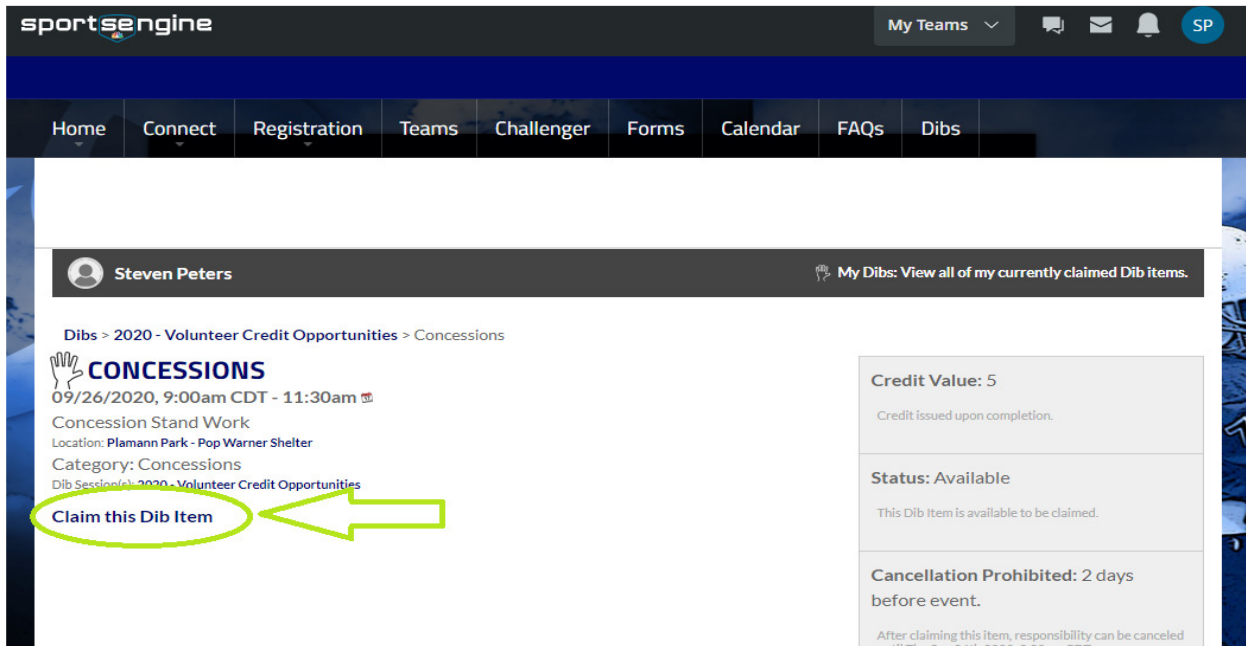 sportsengine
My Teams
SP
Home Connect Registration Teams Challenger Forms Calendar FAQs Dibs
Steven Peters
My Dibs: View all of my currently claimed Dib items.
Dibs > 2020 - Volunteer Credit Opportunities > Concessions
CONCESSIONS
09/26/2020, 9:00am CDT - 11:30am
Concession Stand Work
Location: Plamann Park - Pop Warner Shelter
Category: Concessions
Dib Session(s): 2020 - Volunteer Credit Opportunities
Claim this Dib Item
Credit Value: 5
Credit issued upon completion.
Status: Available
This Dib Item is available to be claimed.
Cancellation Prohibited: 2 days
before event.
After claiming this item, responsibility can be canceled